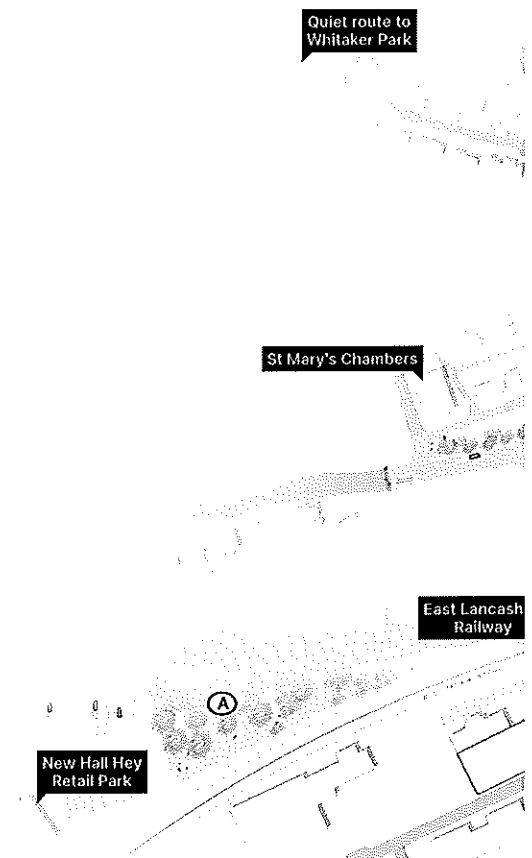 Quiet route to
Whitaker Park
St Mary's Chambers
East Lancash
Railway
A
New Hall Hey
Retail Park